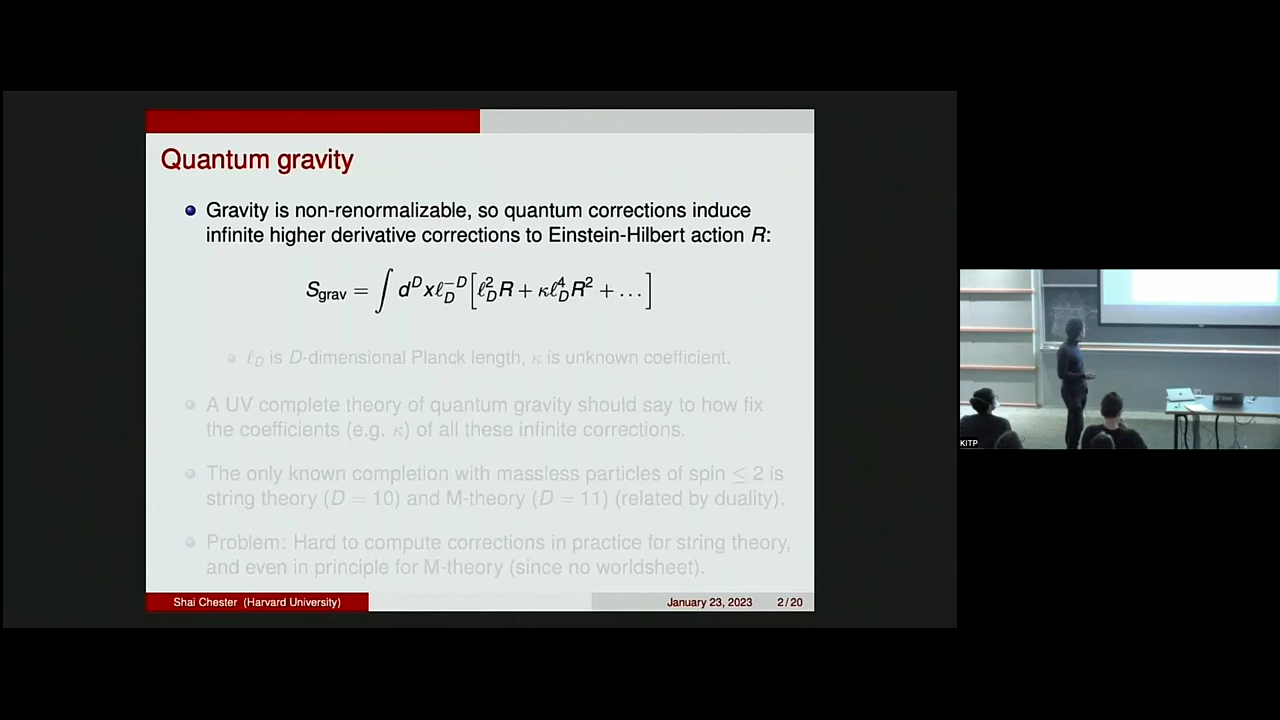 Quantum gravity
Gravity is non-renormalizable, so quantum corrections induce
infinite higher derivative corrections to Einstein-Hilbert action R:
S_grav = ∫ d^D x ℓ_D^{-D} [ ℓ_D^2 R + κ ℓ_D^4 R^2 + … ]
ℓ_D is D-dimensional Planck length, κ is unknown coefficient.
A UV complete theory of quantum gravity should say to how fix
the coefficients (e.g. κ) of all these infinite corrections.
The only known completion with massless particles of spin ≤ 2 is
string theory (D = 10) and M-theory (D = 11) (related by duality).
Problem: Hard to compute corrections in practice for string theory,
and even in principle for M-theory (since no worldsheet).
Shai Chester (Harvard University) January 23, 2023 2/20
KITP